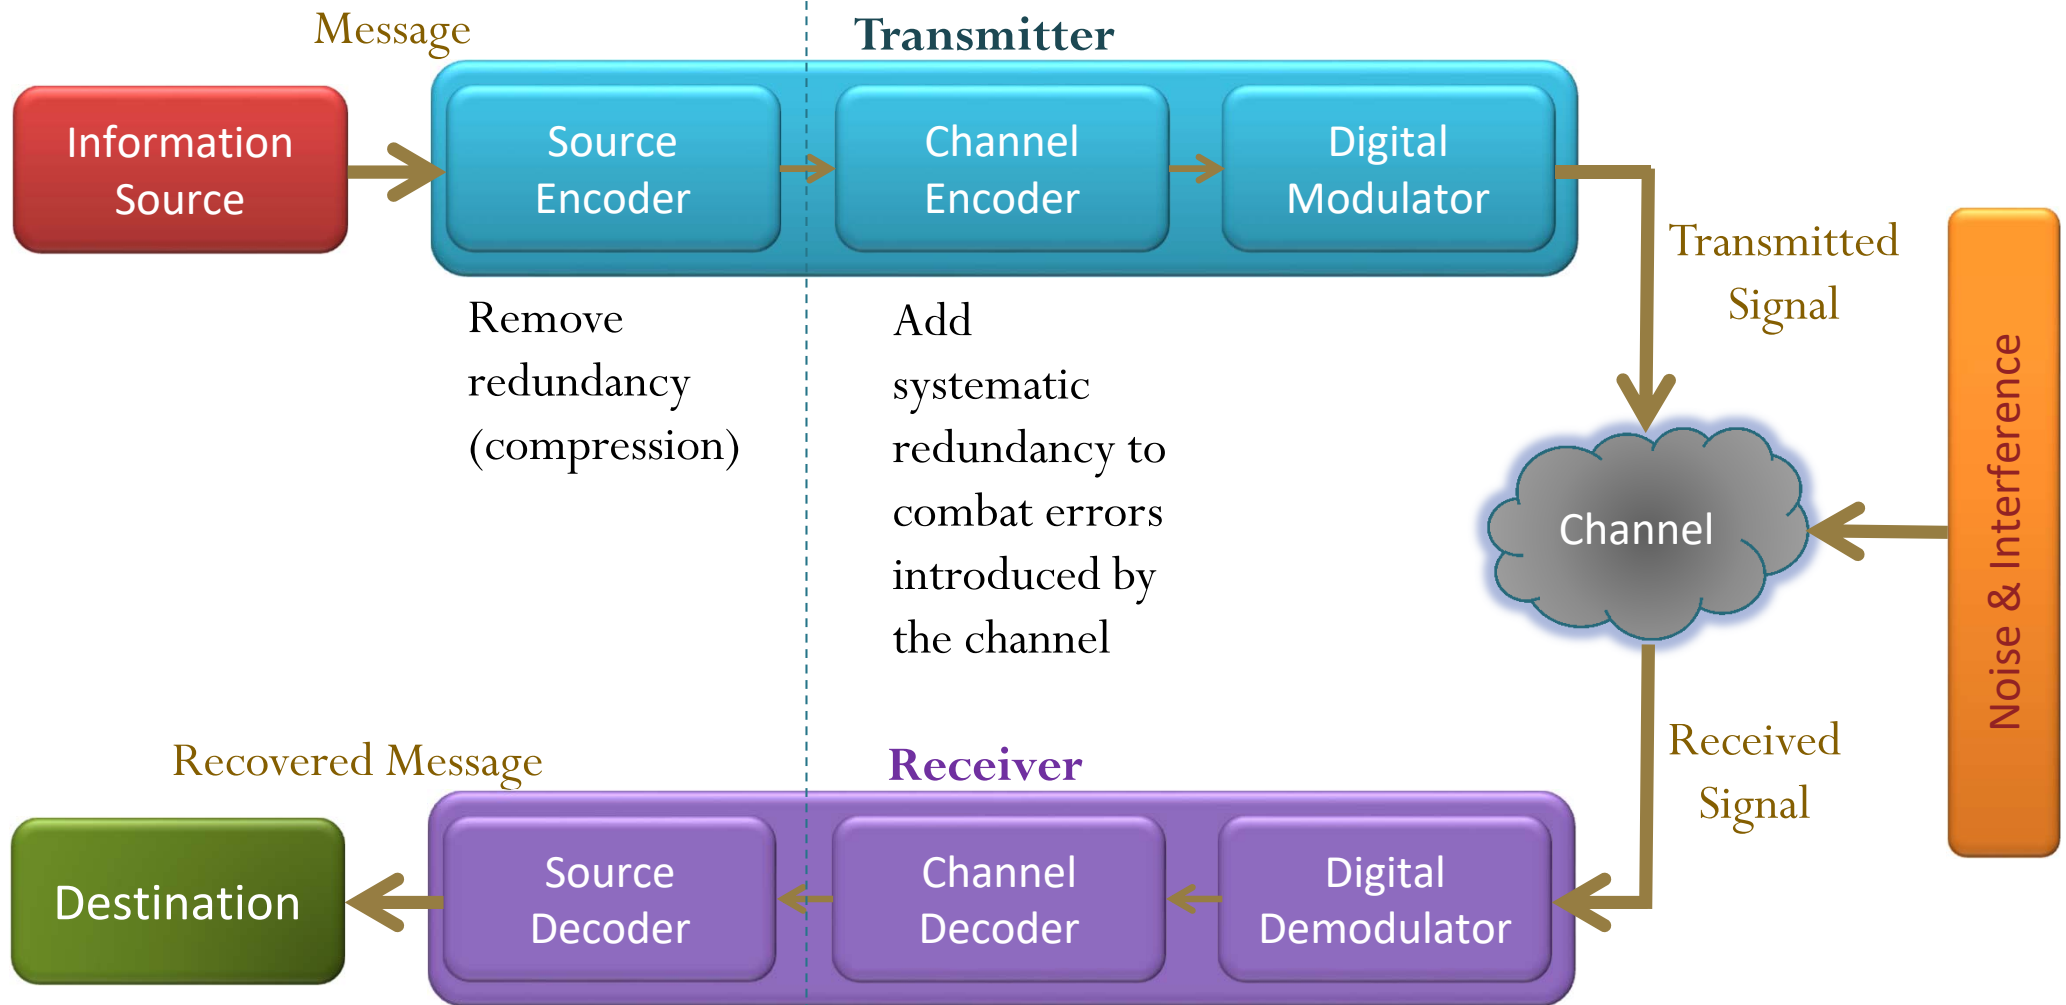 Message
Transmitter
Information
Source
Source
Encoder
Channel
Encoder
Digital
Modulator
Transmitted
Signal
Remove
redundancy
(compression)
Add
systematic
redundancy to
combat errors
introduced by
the channel
Channel
Noise & Interference
Received
Signal
Recovered Message
Receiver
Destination
Source
Decoder
Channel
Decoder
Digital
Demodulator